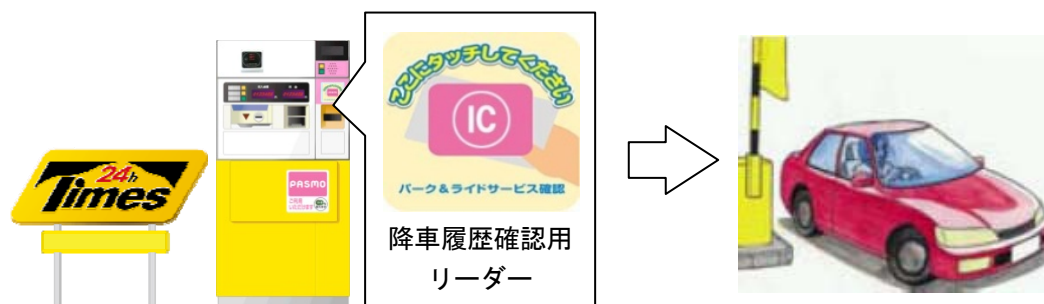 24h
Times
PASMO
ここにタッチしてください
IC
パーク&ライドサービス確認
降車履歴確認用
リーダー